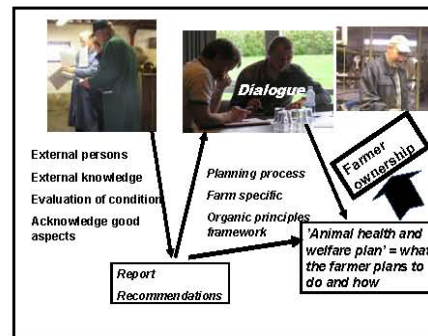 Dialogue
External persons
External knowledge
Evaluation of condition
Acknowledge good
aspects
Planning process
Farm specific
Organic principles
framework
Farmer
ownership
Report
Recommendations
'Animal health and
welfare plan' = what
the farmer plans to
do and how